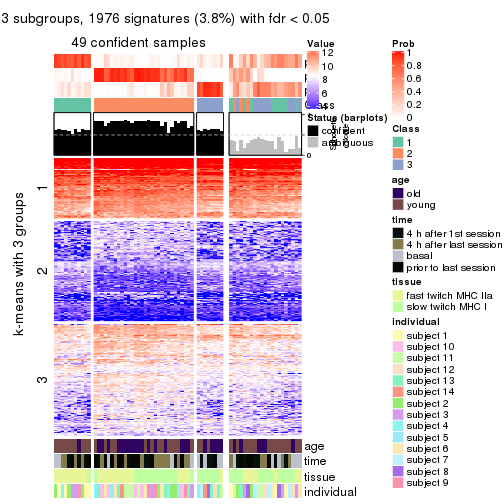 3 subgroups, 1976 signatures (3.8%) with fdr < 0.05
49 confident samples
k-means with 3 groups
1
2
3
Class
age
time
tissue
individual
Value
12
10
8
6
Status (barplots)
confident
ambiguous
0
Prob
1
0.8
0.6
0.4
0.2
0
Class
1
2
3
age
old
young
time
4 h after 1st session
4 h after last session
basal
prior to last session
tissue
fast twitch MHC IIa
slow twitch MHC I
individual
subject 1
subject 10
subject 11
subject 12
subject 13
subject 14
subject 2
subject 3
subject 4
subject 5
subject 6
subject 7
subject 8
subject 9